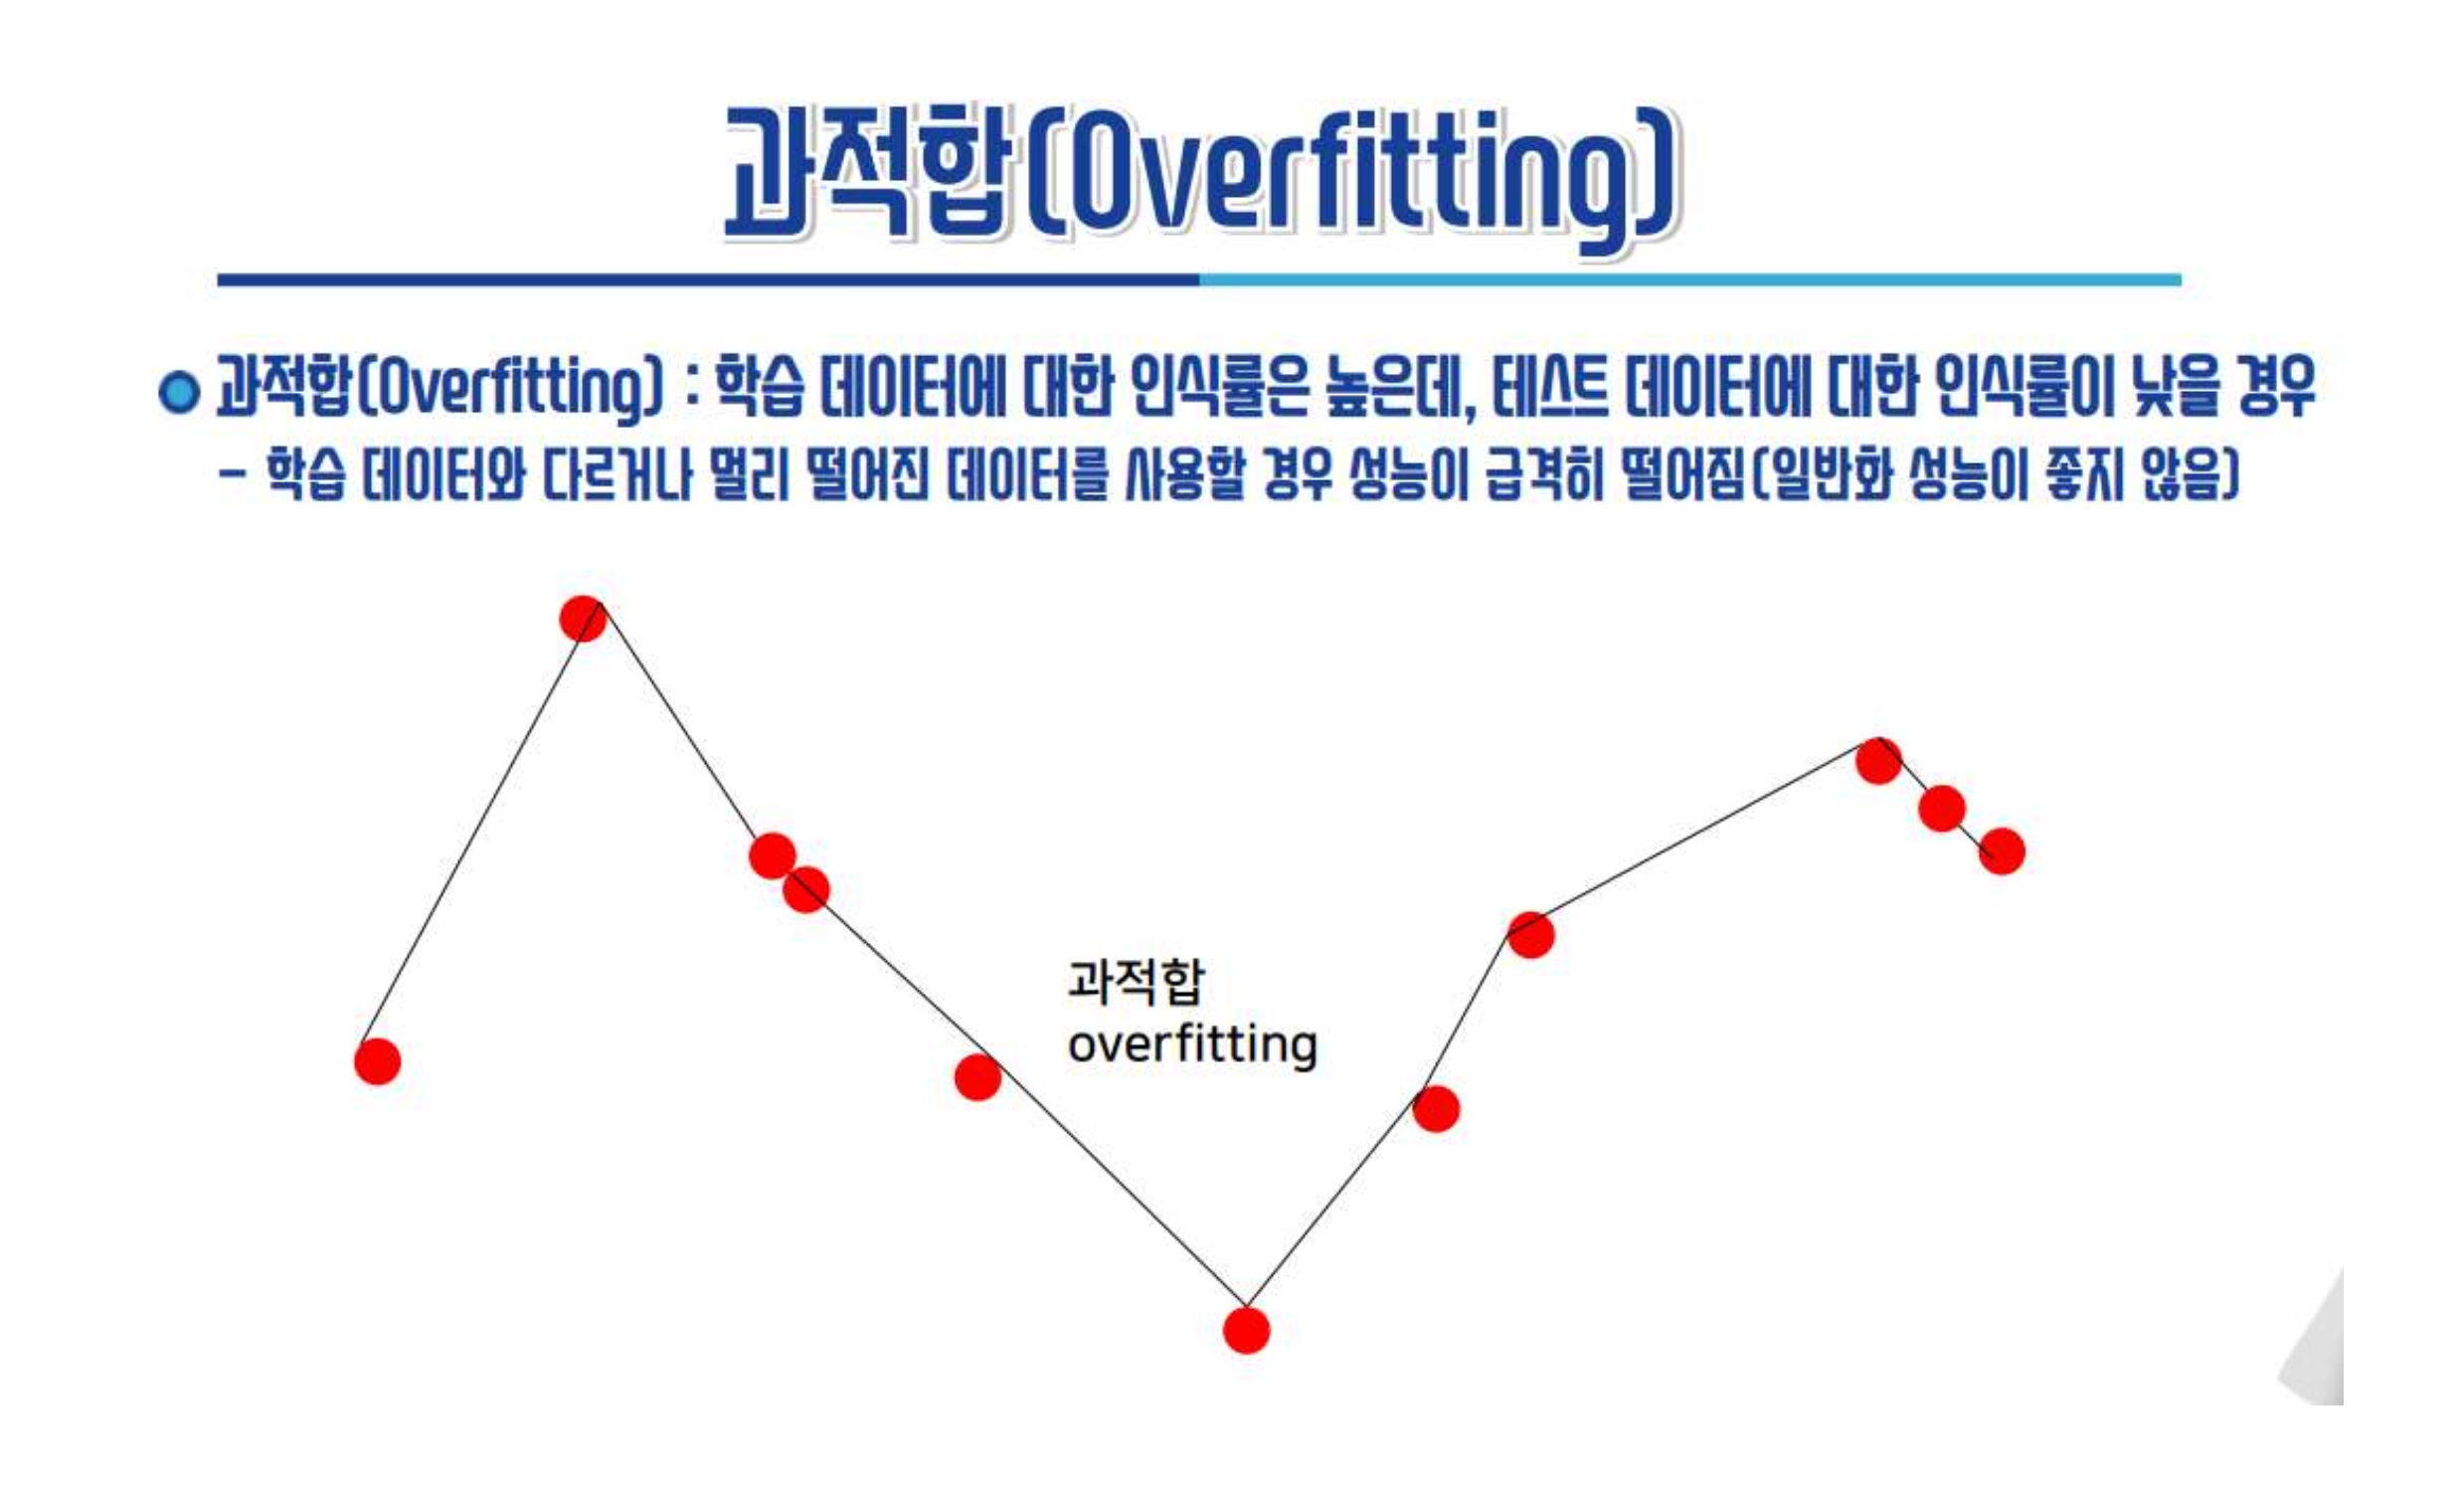 과적합(Overfitting)
과적합(Overfitting) : 학습 데이터에 대한 인식률은 높은데, 테스트 데이터에 대한 인식률이 낮을 경우
- 학습 데이터와 다르거나 멀리 떨어진 데이터를 사용할 경우 성능이 급격히 떨어짐(일반화 성능이 좋지 않음)
과적합
overfitting